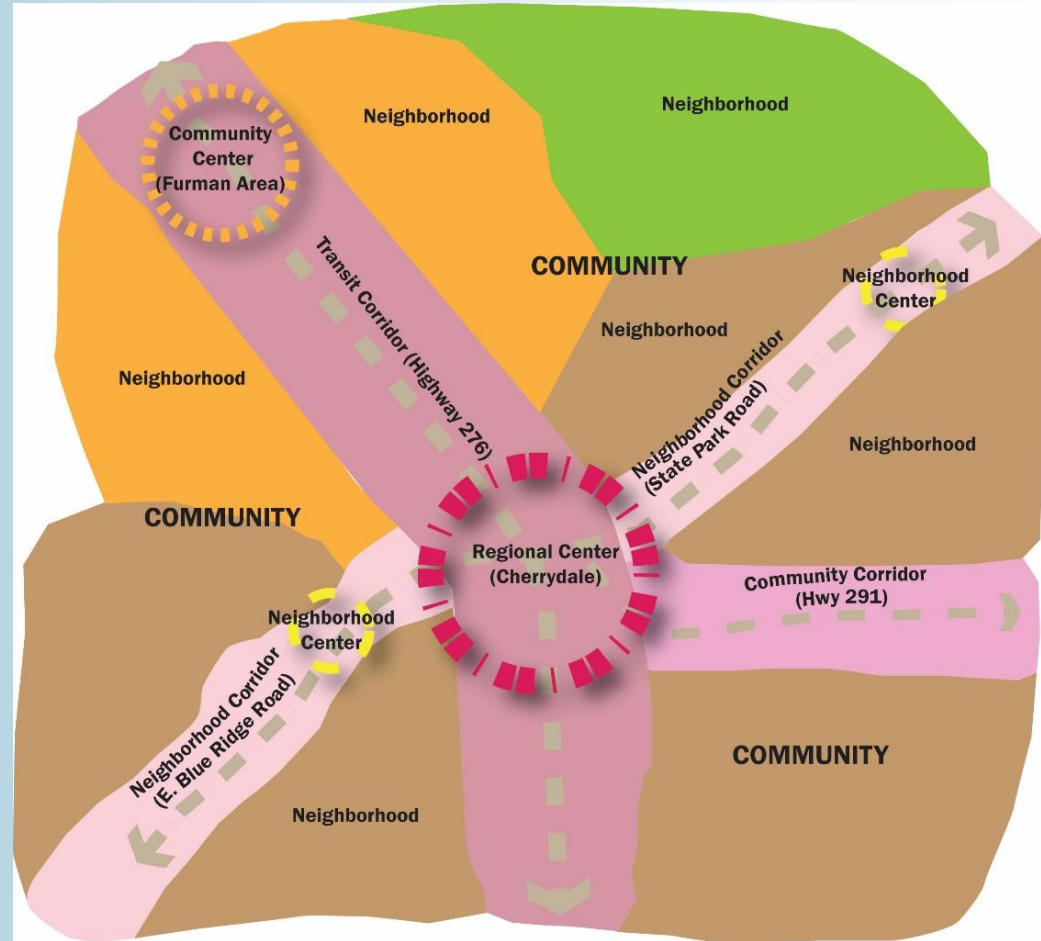 Neighborhood
Neighborhood
Community
Center
(Furman Area)
Transit Corridor (Highway 276)
COMMUNITY
Neighborhood
Center
Neighborhood
Neighborhood
Neighborhood Corridor
(State Park Road)
Neighborhood
COMMUNITY
Regional Center
(Cherrydale)
Community Corridor
(Hwy 291)
Neighborhood
Center
Neighborhood Corridor
(E. Blue Ridge Road)
COMMUNITY
Neighborhood